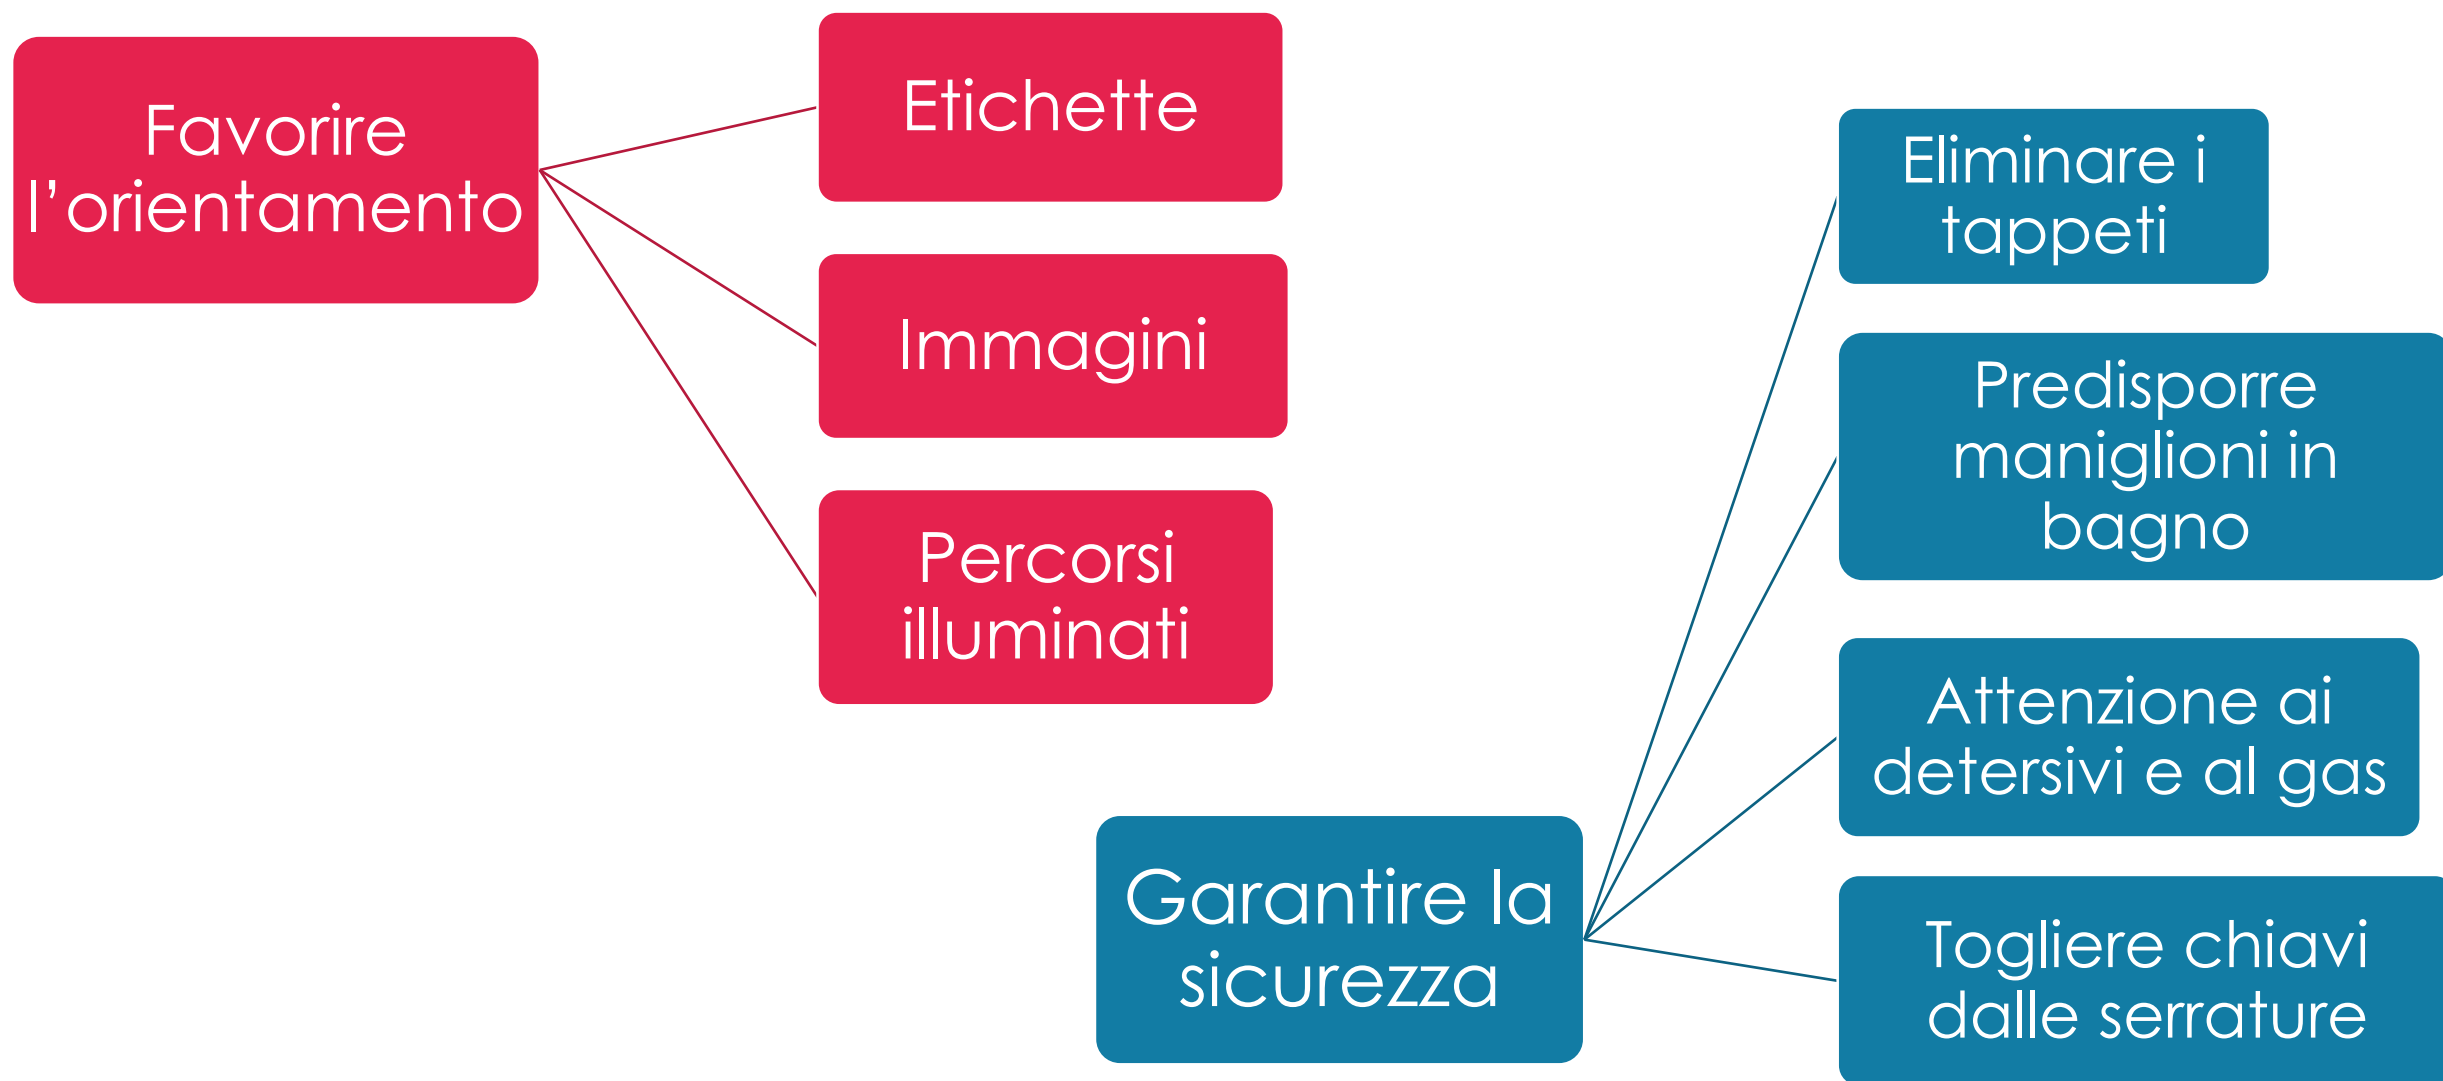 Favorire
l’orientamento
Etichette
Immagini
Percorsi
illuminati
Garantire la
sicurezza
Eliminare i
tappeti
Predisporre
maniglioni in
bagno
Attenzione ai
detersivi e al gas
Togliere chiavi
dalle serrature